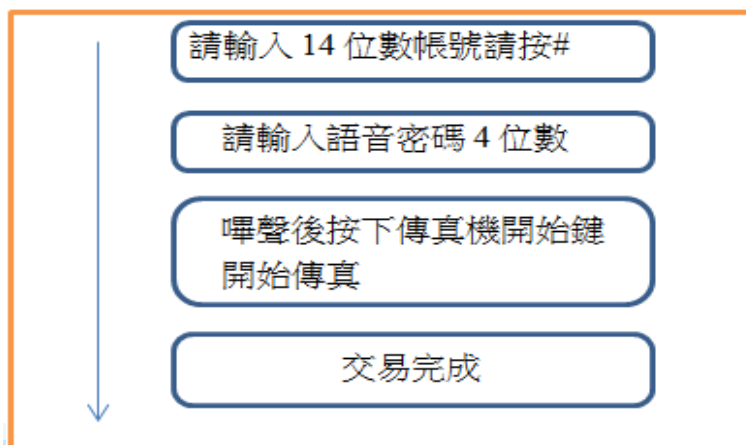 請輸入 14 位數帳號請按#
請輸入語音密碼 4 位數
嗶聲後按下傳真機開始鍵
開始傳真
交易完成